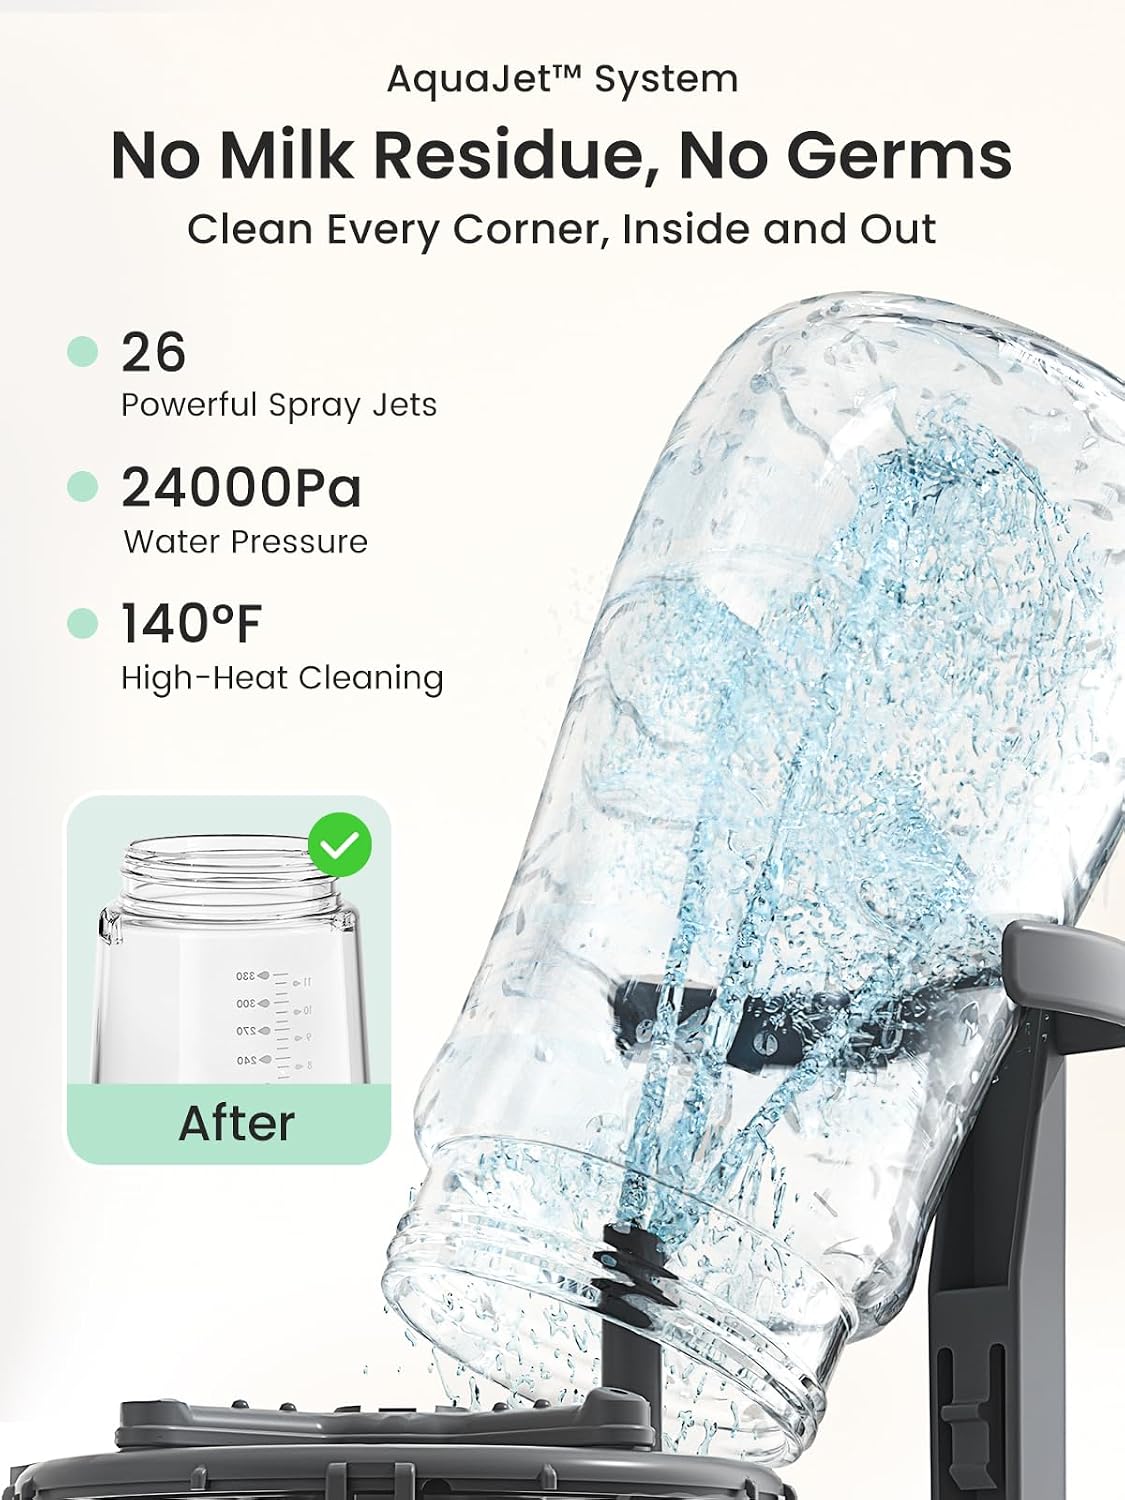 AquaJet™ System
No Milk Residue, No Germs
Clean Every Corner, Inside and Out
26
Powerful Spray Jets
24000Pa
Water Pressure
140°F
High-Heat Cleaning
330
11
300
10
270
9
240
8
After